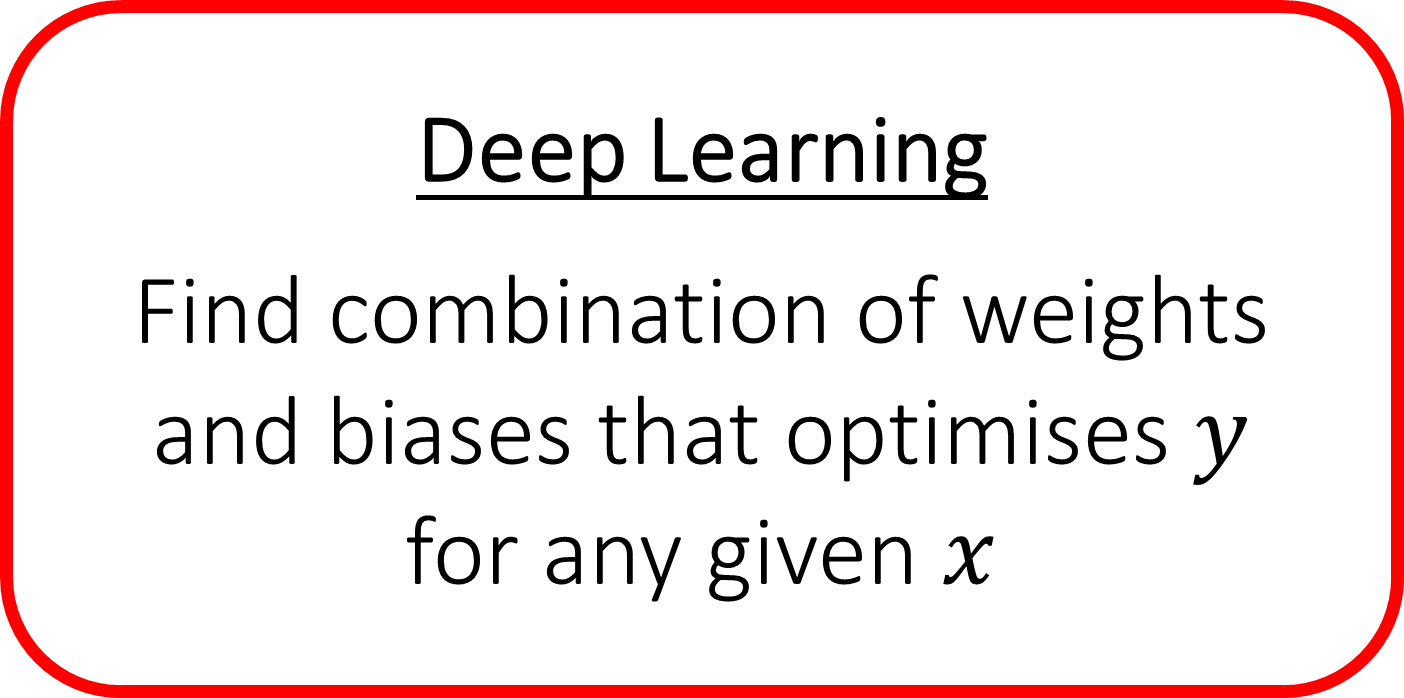 Deep Learning
Find combination of weights
and biases that optimises y
for any given x